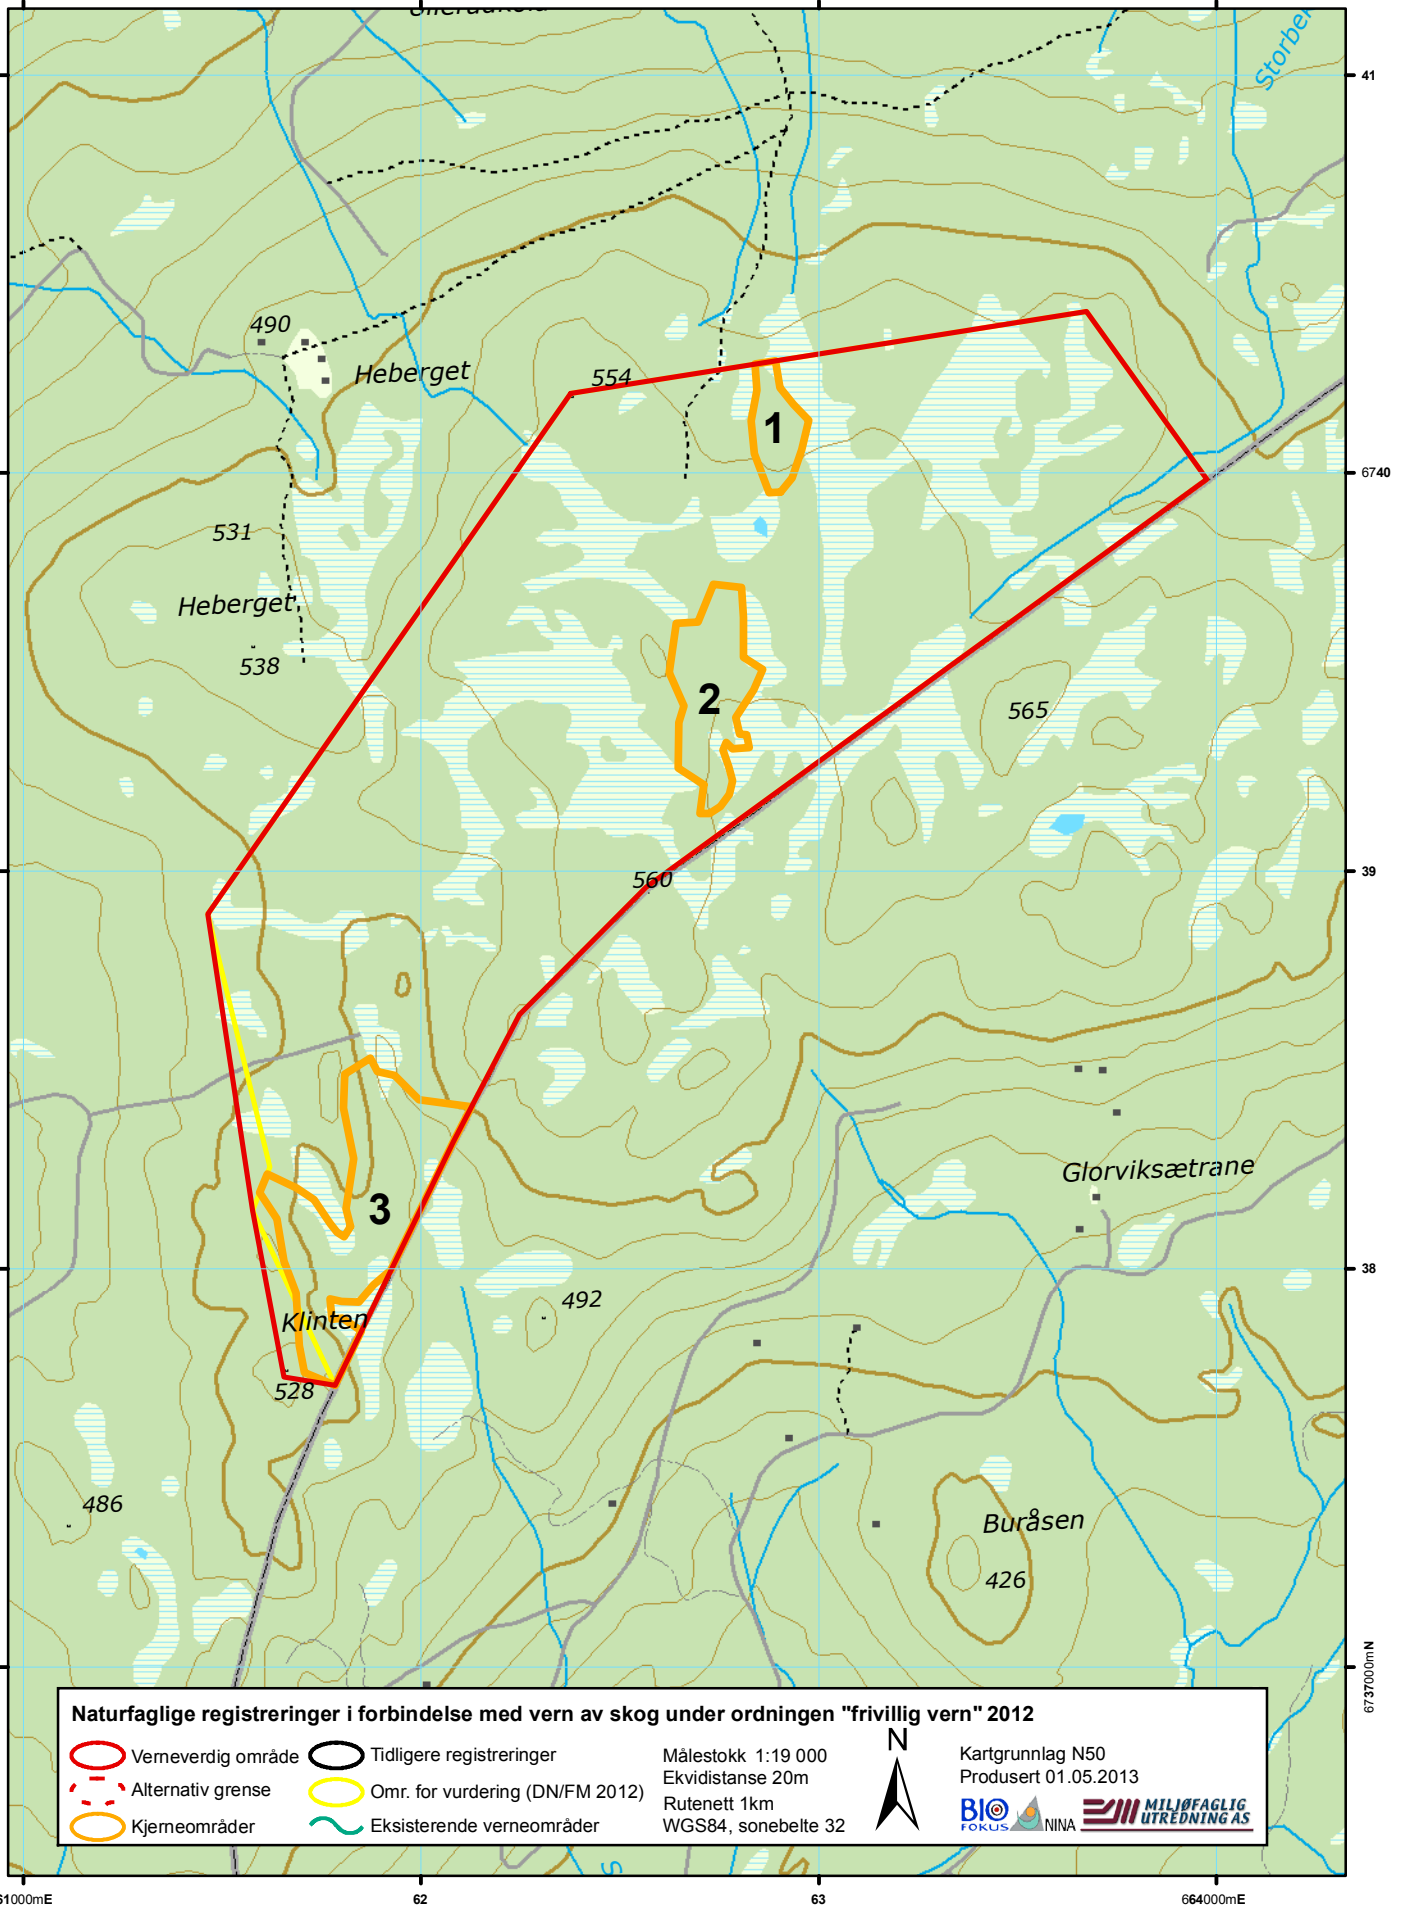 Storber
41
490
Heberget
554
1
6740
531
Heberget
538
2
565
560
39
Glorviksætrane
3
38
492
Klinten
528
486
Buråsen
426
6737000mN
Naturfaglige registreringer i forbindelse med vern av skog under ordningen "frivillig vern" 2012
Verneverdig område
Tidligere registreringer
Målestokk 1:19 000
N
Kartgrunnlag N50
Alternativ grense
Omr. for vurdering (DN/FM 2012)
Ekvidistanse 20m
Produsert 01.05.2013
Kjerneområder
Eksisterende verneområder
Rutenett 1km
WGS84, sonebelte 32
BIO
FOKUS
NINA
MILJØFAGLIG
UTREDNING AS
S
61000mE
62
63
664000mE